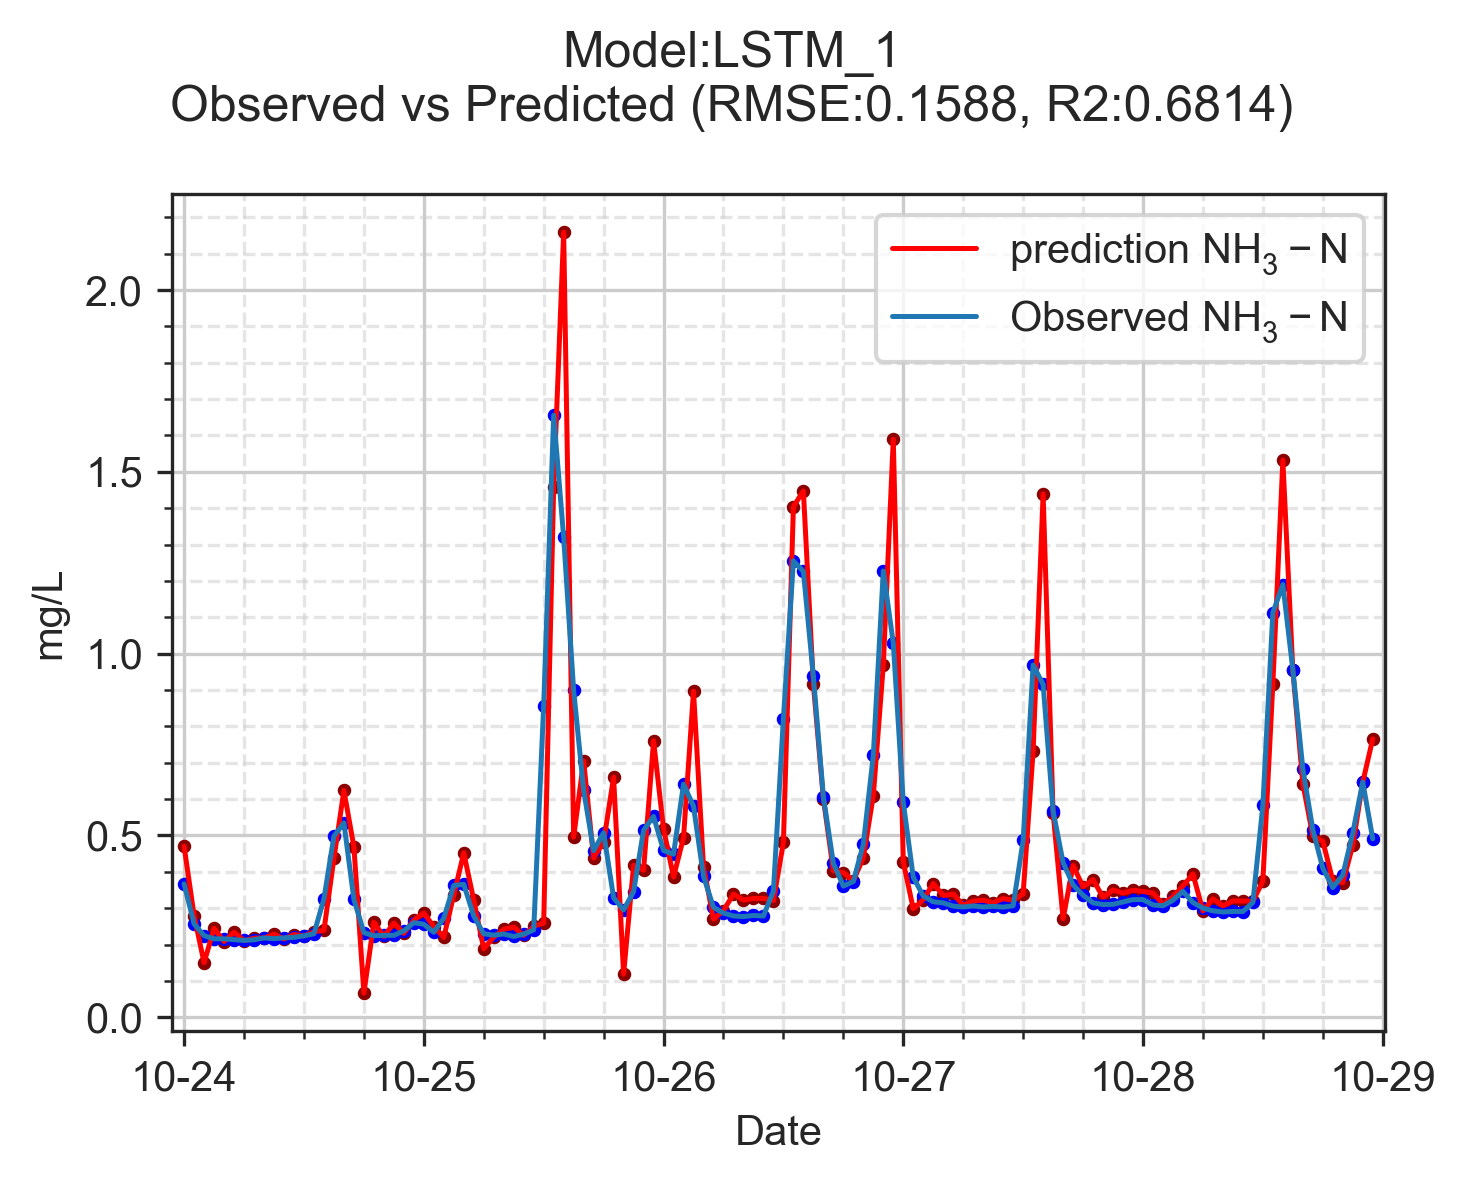 Model:LSTM_1
Observed vs Predicted (RMSE:0.1588, R2:0.6814)
prediction NH₃ − N
Observed NH₃ − N
2.0
1.5
1.0
0.5
0.0
mg/L
10-24 10-25 10-26 10-27 10-28 10-29
Date